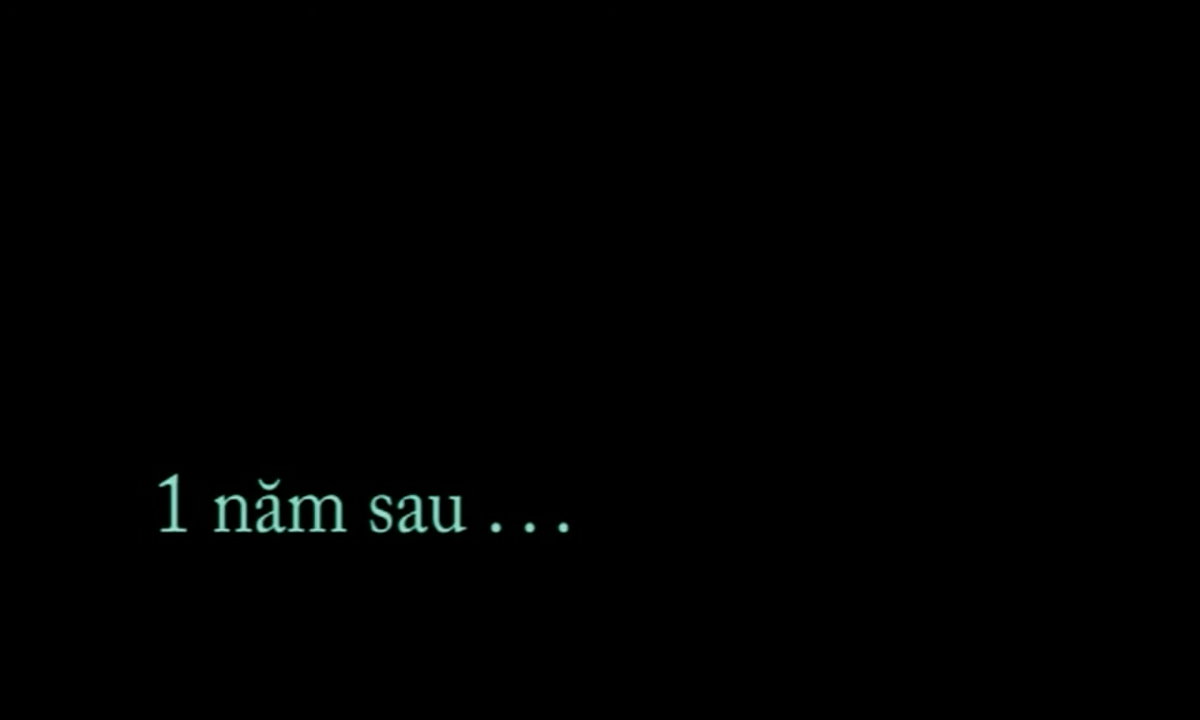 1 năm sau . . .